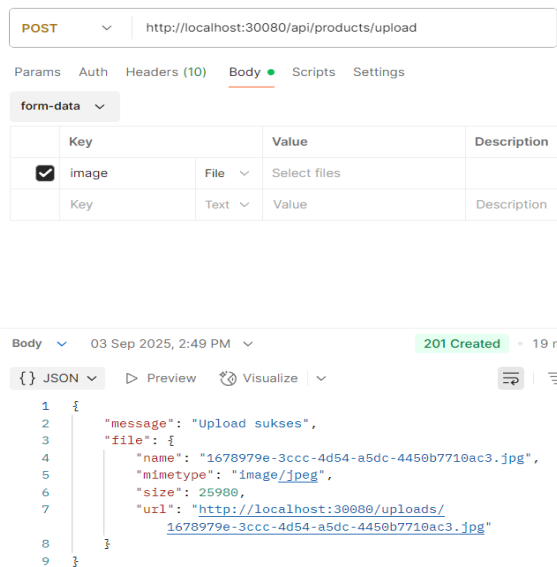 POST http://localhost:30080/api/products/upload
Params Auth Headers (10) Body Scripts Settings
form-data
Key Value Description
image File Select files
Key Text Value Description
Body 03 Sep 2025, 2:49 PM 201 Created 19
{} JSON Preview Visualize
1 {
2 "message": "Upload sukses",
3 "file": {
4 "name": "1678979e-3ccc-4d54-a5dc-4450b7710ac3.jpg",
5 "mimetype": "image/jpeg",
6 "size": 25980,
7 "url": "http://localhost:30080/uploads/
1678979e-3ccc-4d54-a5dc-4450b7710ac3.jpg"
8 }
9 }